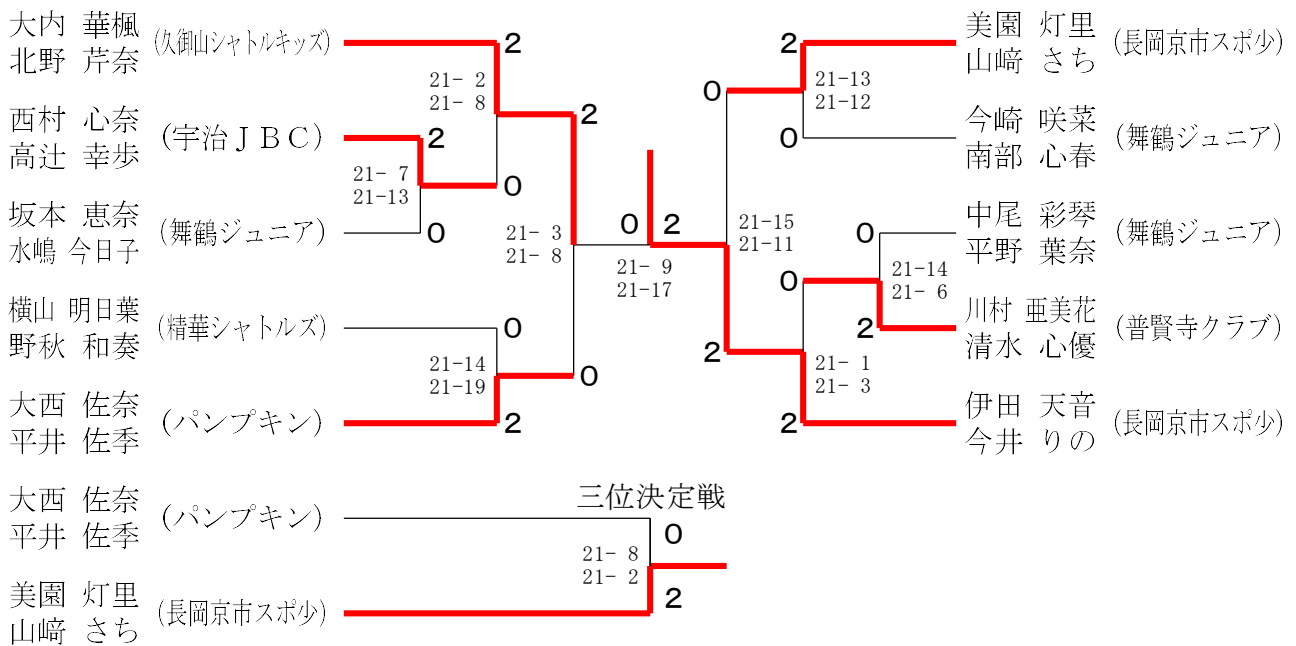 大内 華楓
北野 芹奈
(久御山シャトルキッズ)
2
21- 2
21- 8
西村 心奈
高辻 幸歩
(宇治ＪＢＣ)
2
21- 7
21-13
0
坂本 恵奈
水嶋 今日子
(舞鶴ジュニア)
0
2
21- 3
21- 8
横山 明日葉
野秋 和奏
(精華シャトルズ)
0
21-14
21-19
0
大西 佐奈
平井 佐季
(パンプキン)
2
0
2
21- 9
21-17
美園 灯里
山﨑 さち
(長岡京市スポ少)
2
21-13
21-12
0
今崎 咲菜
南部 心春
(舞鶴ジュニア)
0
21-15
21-11
中尾 彩琴
平野 葉奈
(舞鶴ジュニア)
0
21-14
21- 6
0
川村 亜美花
清水 心優
(普賢寺クラブ)
2
2
21- 1
21- 3
伊田 天音
今井 りの
(長岡京市スポ少)
2
三位決定戦
大西 佐奈
平井 佐季
(パンプキン)
0
21- 8
21- 2
美園 灯里
山﨑 さち
(長岡京市スポ少)
2